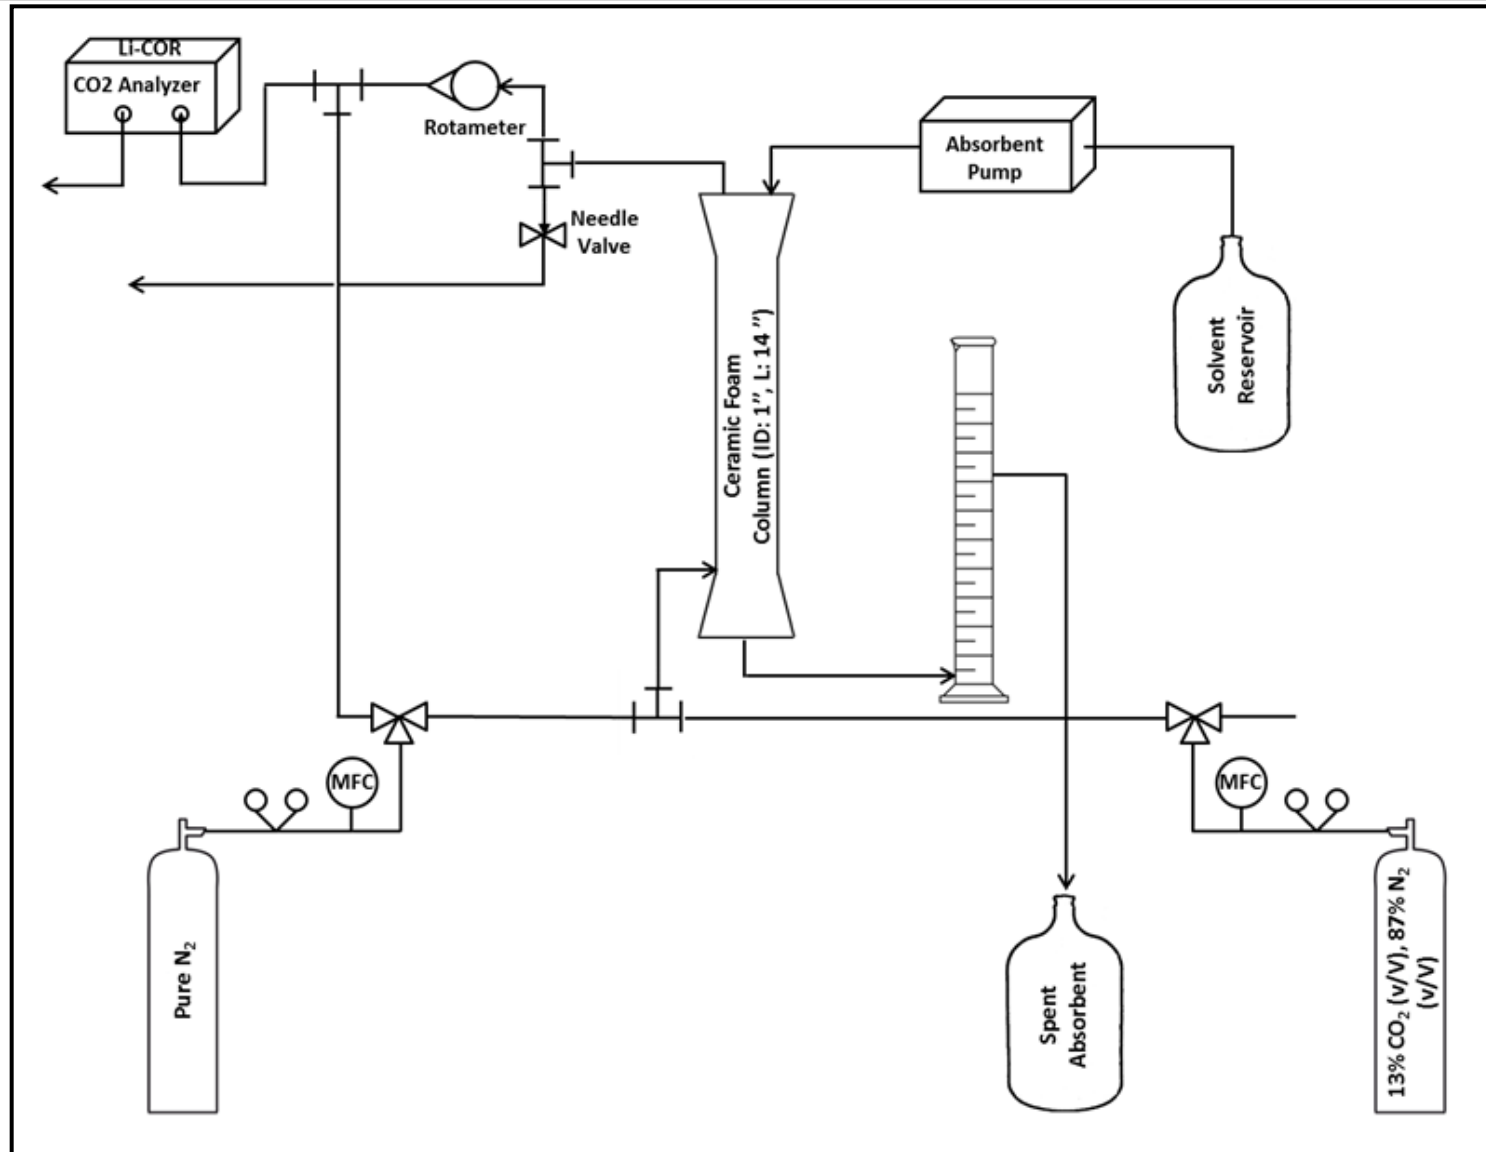 Li-COR
CO2 Analyzer
Rotameter
Needle
Valve
Absorbent
Pump
Solvent
Reservoir
Ceramic Foam
Column (ID: 1”, L: 14 ”)
MFC
MFC
Pure N₂
Spent
Absorbent
13% CO₂ (v/V), 87% N₂
(v/V)